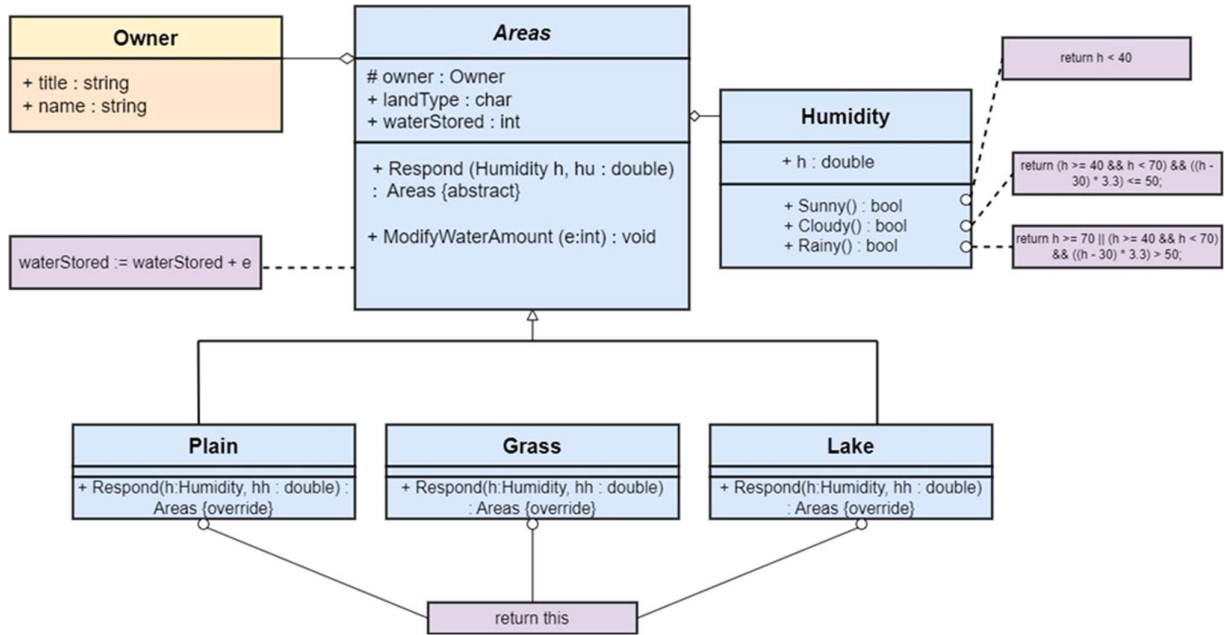 Owner
+ title : string
+ name : string
Areas
# owner : Owner
+ landType : char
+ waterStored : int
+ Respond (Humidity h, hu : double)
: Areas {abstract}
+ ModifyWaterAmount (e:int) : void
waterStored := waterStored + e
Humidity
+ h : double
+ Sunny() : bool
+ Cloudy() : bool
+ Rainy() : bool
return h < 40
return (h >= 40 && h < 70) && ((h -
30) * 3.3) <= 50;
return h >= 70 || (h >= 40 && h < 70)
&& ((h - 30) * 3.3) > 50;
Plain
+ Respond(h:Humidity, hh : double) :
Areas {override}
Grass
+ Respond(h:Humidity, hh : double)
: Areas {override}
Lake
+ Respond(h:Humidity, hh : double)
: Areas {override}
return this